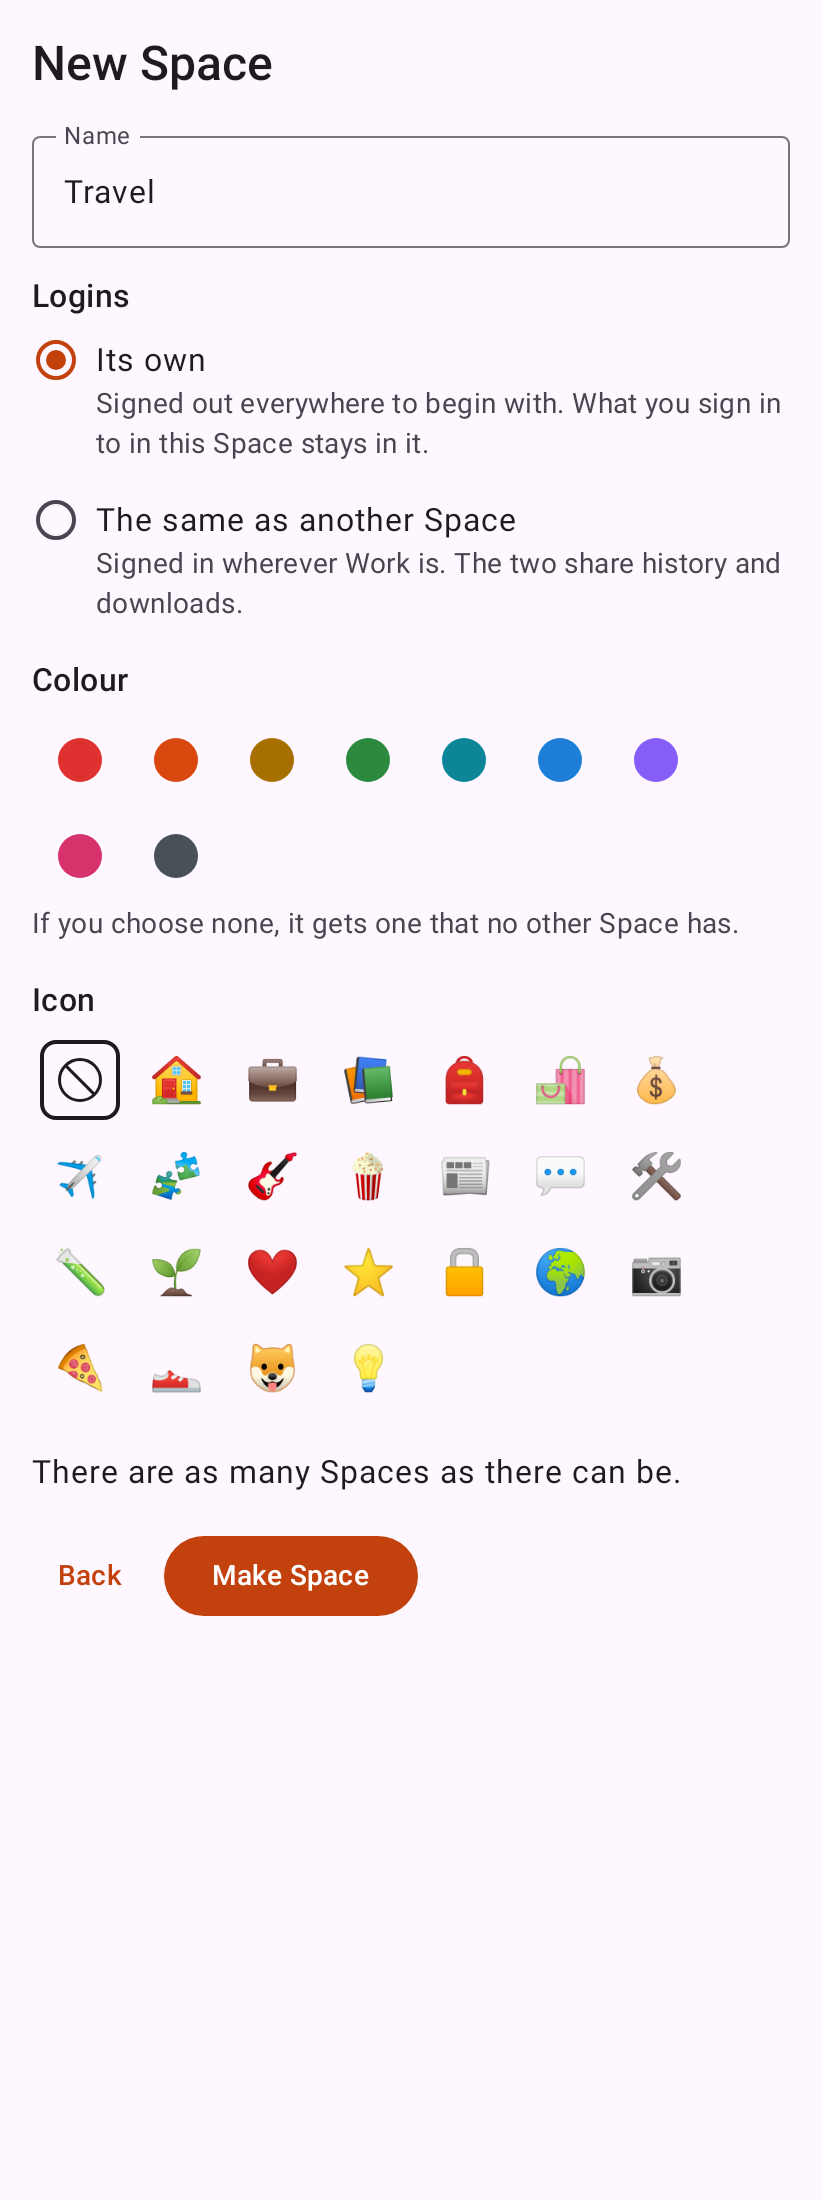 New Space
Name
Travel
Logins
Its own
Signed out everywhere to begin with. What you sign in
to in this Space stays in it.
The same as another Space
Signed in wherever Work is. The two share history and
downloads.
Colour
If you choose none, it gets one that no other Space has.
Icon
There are as many Spaces as there can be.
Back
Make Space